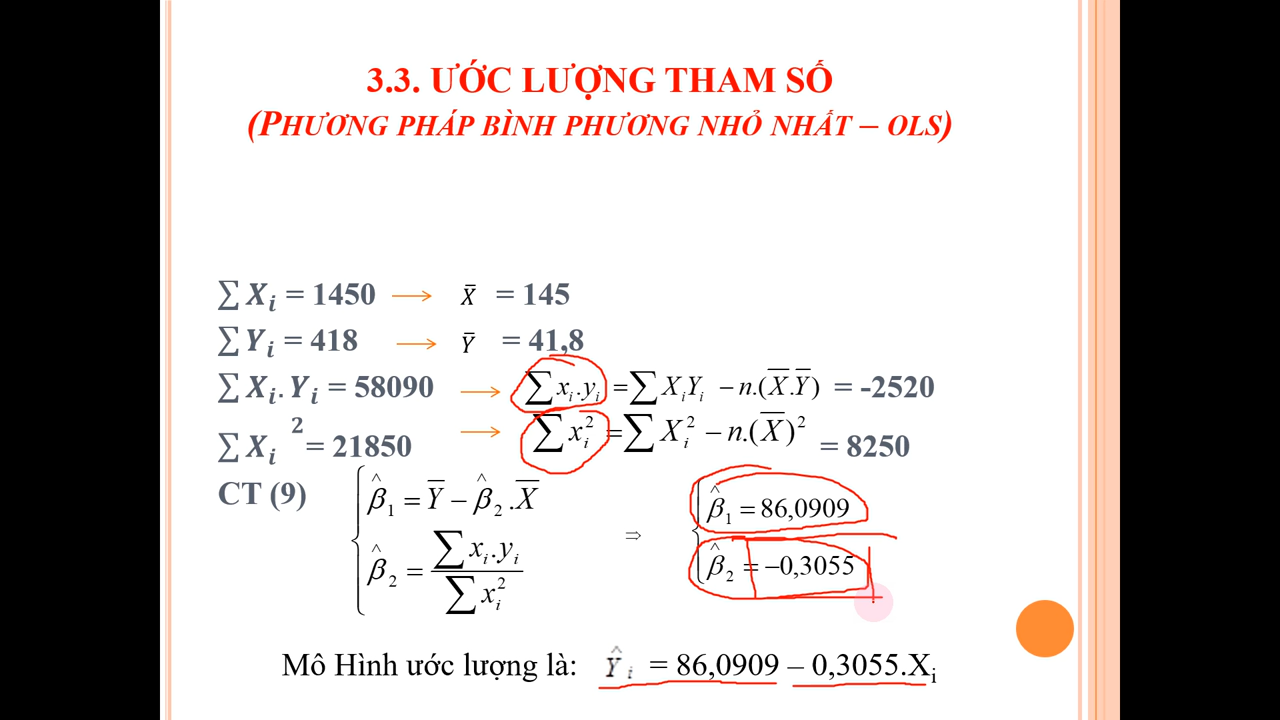 3.3. ƯỚC LƯỢNG THAM SỐ
(PHƯƠNG PHÁP BÌNH PHƯƠNG NHỎ NHẤT – OLS)
∑ Xᵢ = 1450 → X̄ = 145
∑ Yᵢ = 418 → Ȳ = 41,8
∑ Xᵢ. Yᵢ = 58090 → ∑ xᵢ.yᵢ = ∑ XᵢYᵢ − n.(X̄.Ȳ) = -2520
∑ Xᵢ² = 21850 → ∑ xᵢ² = ∑ Xᵢ² − n.(X̄)² = 8250
CT (9) { β̂₁ = Ȳ − β̂₂.X̄ ⇒ { β̂₁ = 86,0909
β̂₂ = ∑ xᵢ.yᵢ / ∑ xᵢ² β̂₂ = −0,3055
Mô Hình ước lượng là: Ŷᵢ = 86,0909 – 0,3055.Xᵢ